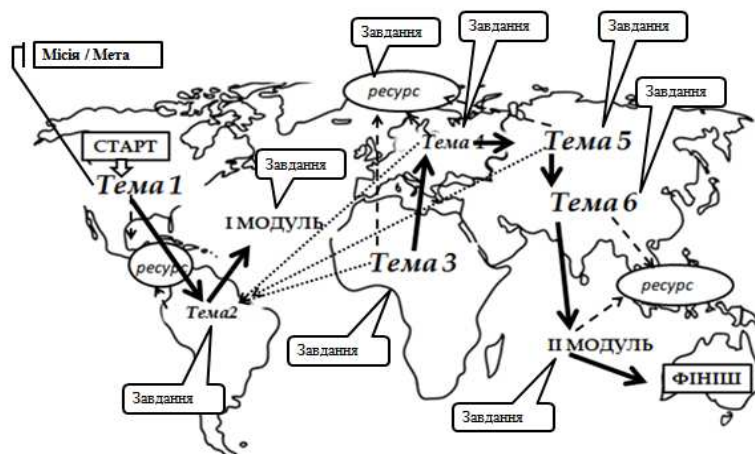 Завдання
Завдання
Завдання
Місія / Мета
ресурс
СТАРТ
Тема 4
Тема 5
Завдання
Завдання
Тема 1
Тема 6
І МОДУЛЬ
ресурс
Тема 3
ресурс
Тема2
ІІ МОДУЛЬ
Завдання
ФІНІШ
Завдання
Завдання